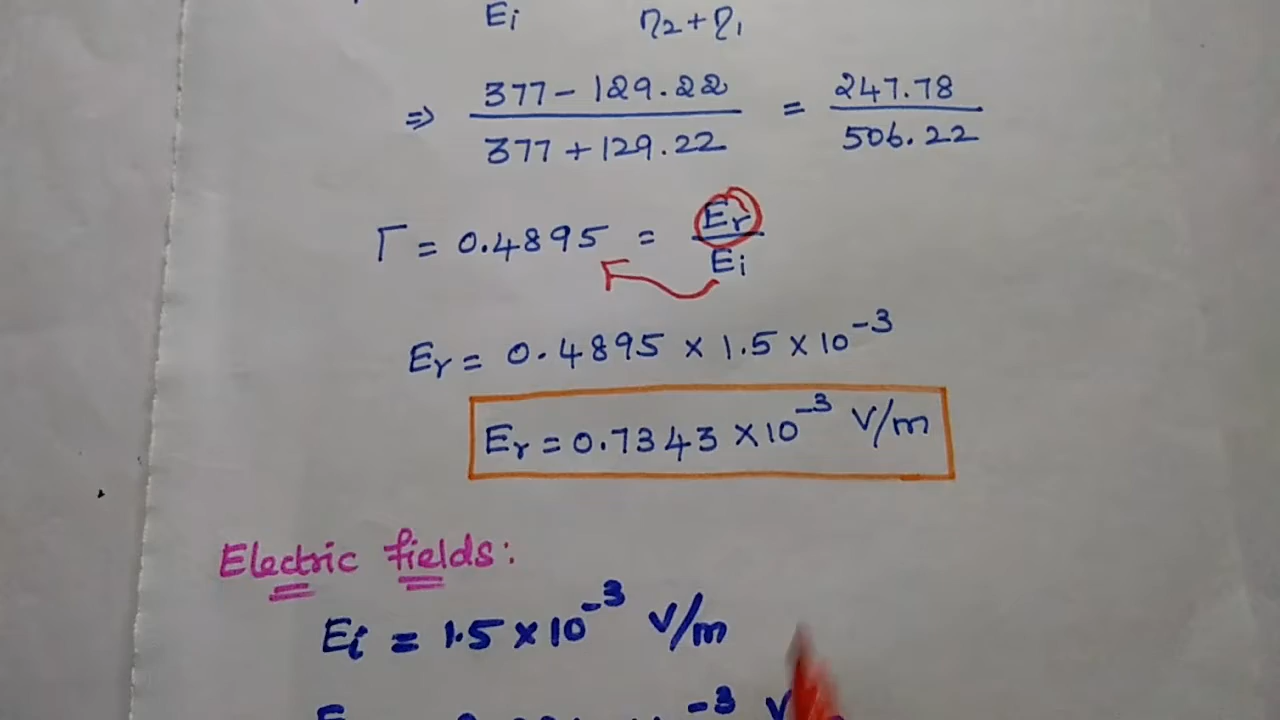 Ei η2+η1
⇒ 377-129.22 / 377+129.22 = 247.78 / 506.22
Γ = 0.4895 = Er / Ei
Er = 0.4895 × 1.5 × 10^-3
Er = 0.7343 × 10^-3 V/m
Electric fields:
Ei = 1.5 × 10^-3 V/m
-3 V